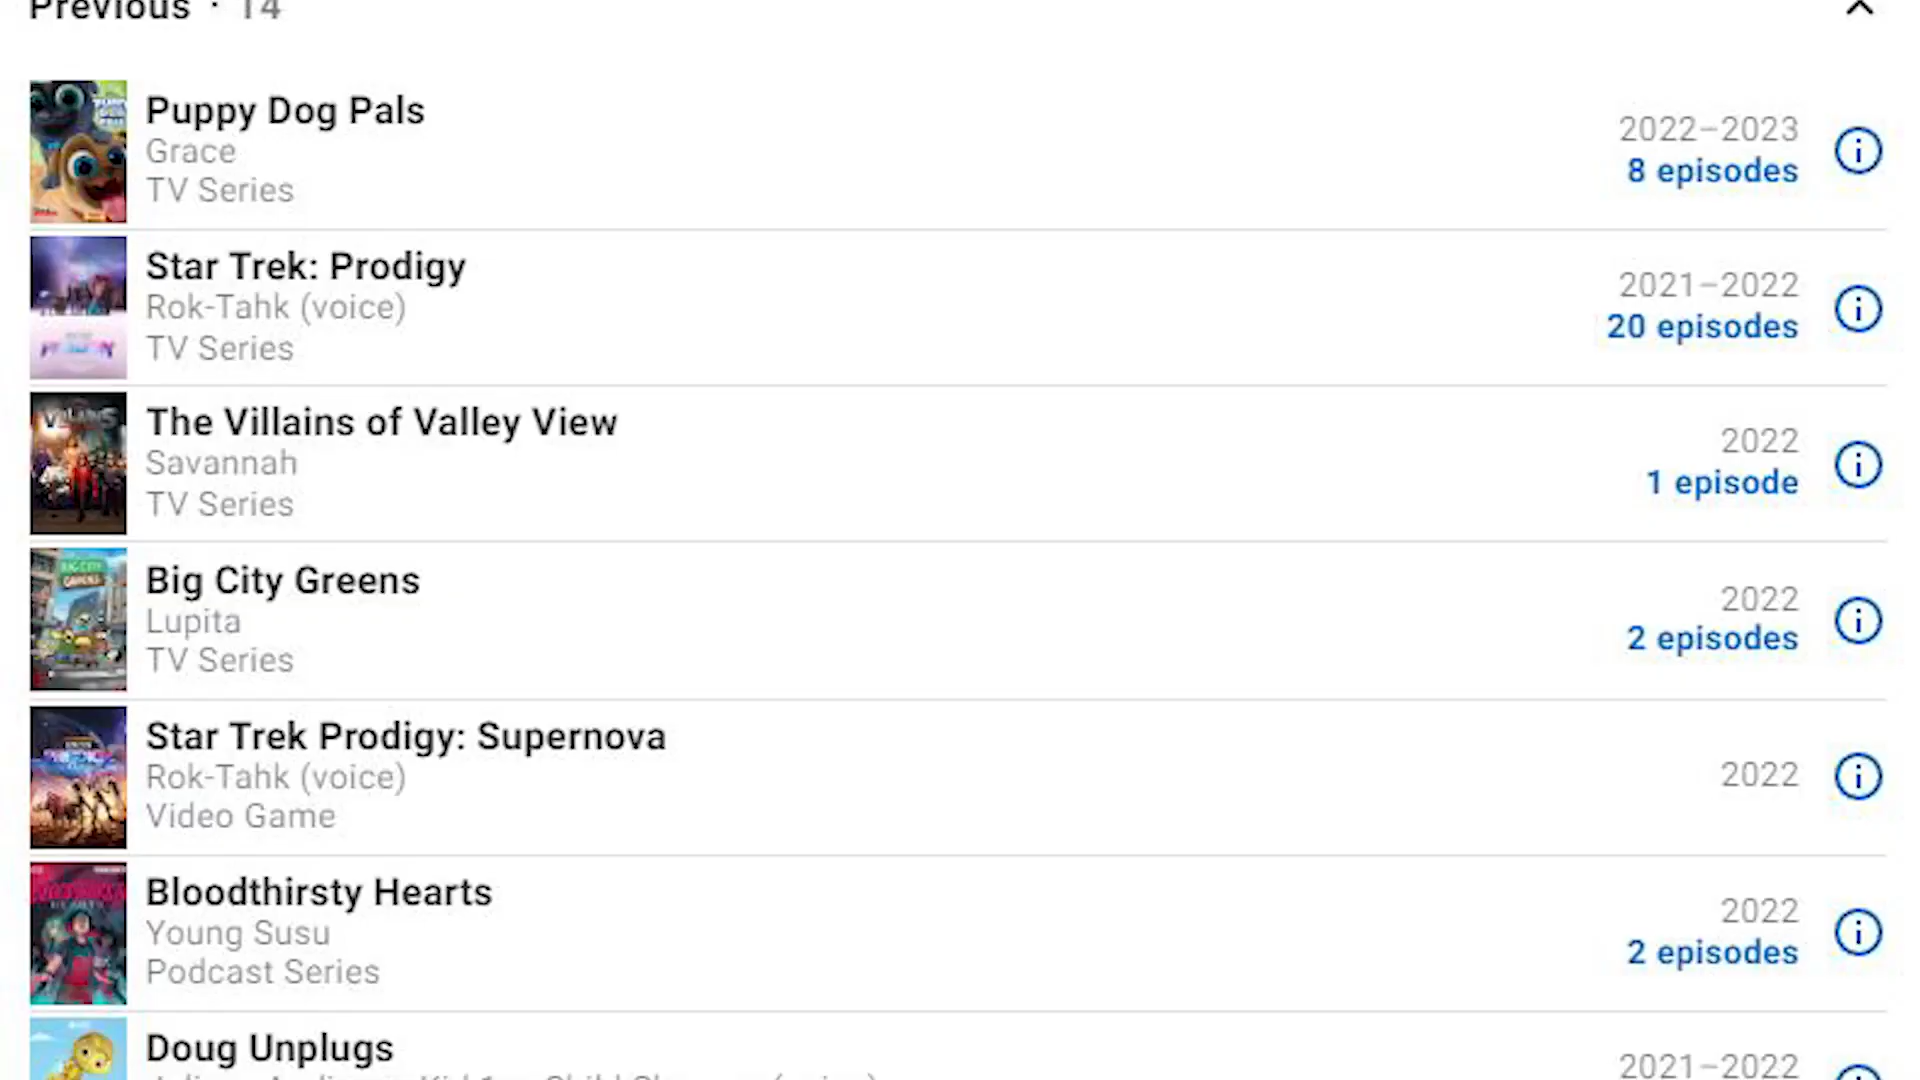 Previous · 14
Puppy Dog Pals
Grace
TV Series
2022–2023
8 episodes
Star Trek: Prodigy
Rok-Tahk (voice)
TV Series
2021–2022
20 episodes
The Villains of Valley View
Savannah
TV Series
2022
1 episode
Big City Greens
Lupita
TV Series
2022
2 episodes
Star Trek Prodigy: Supernova
Rok-Tahk (voice)
Video Game
2022
Bloodthirsty Hearts
Young Susu
Podcast Series
2022
2 episodes
Doug Unplugs
2021–2022